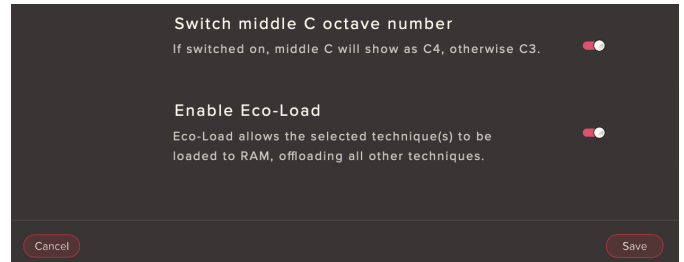 Switch middle C octave number
If switched on, middle C will show as C4, otherwise C3.
Enable Eco-Load
Eco-Load allows the selected technique(s) to be
loaded to RAM, offloading all other techniques.
Cancel
Save